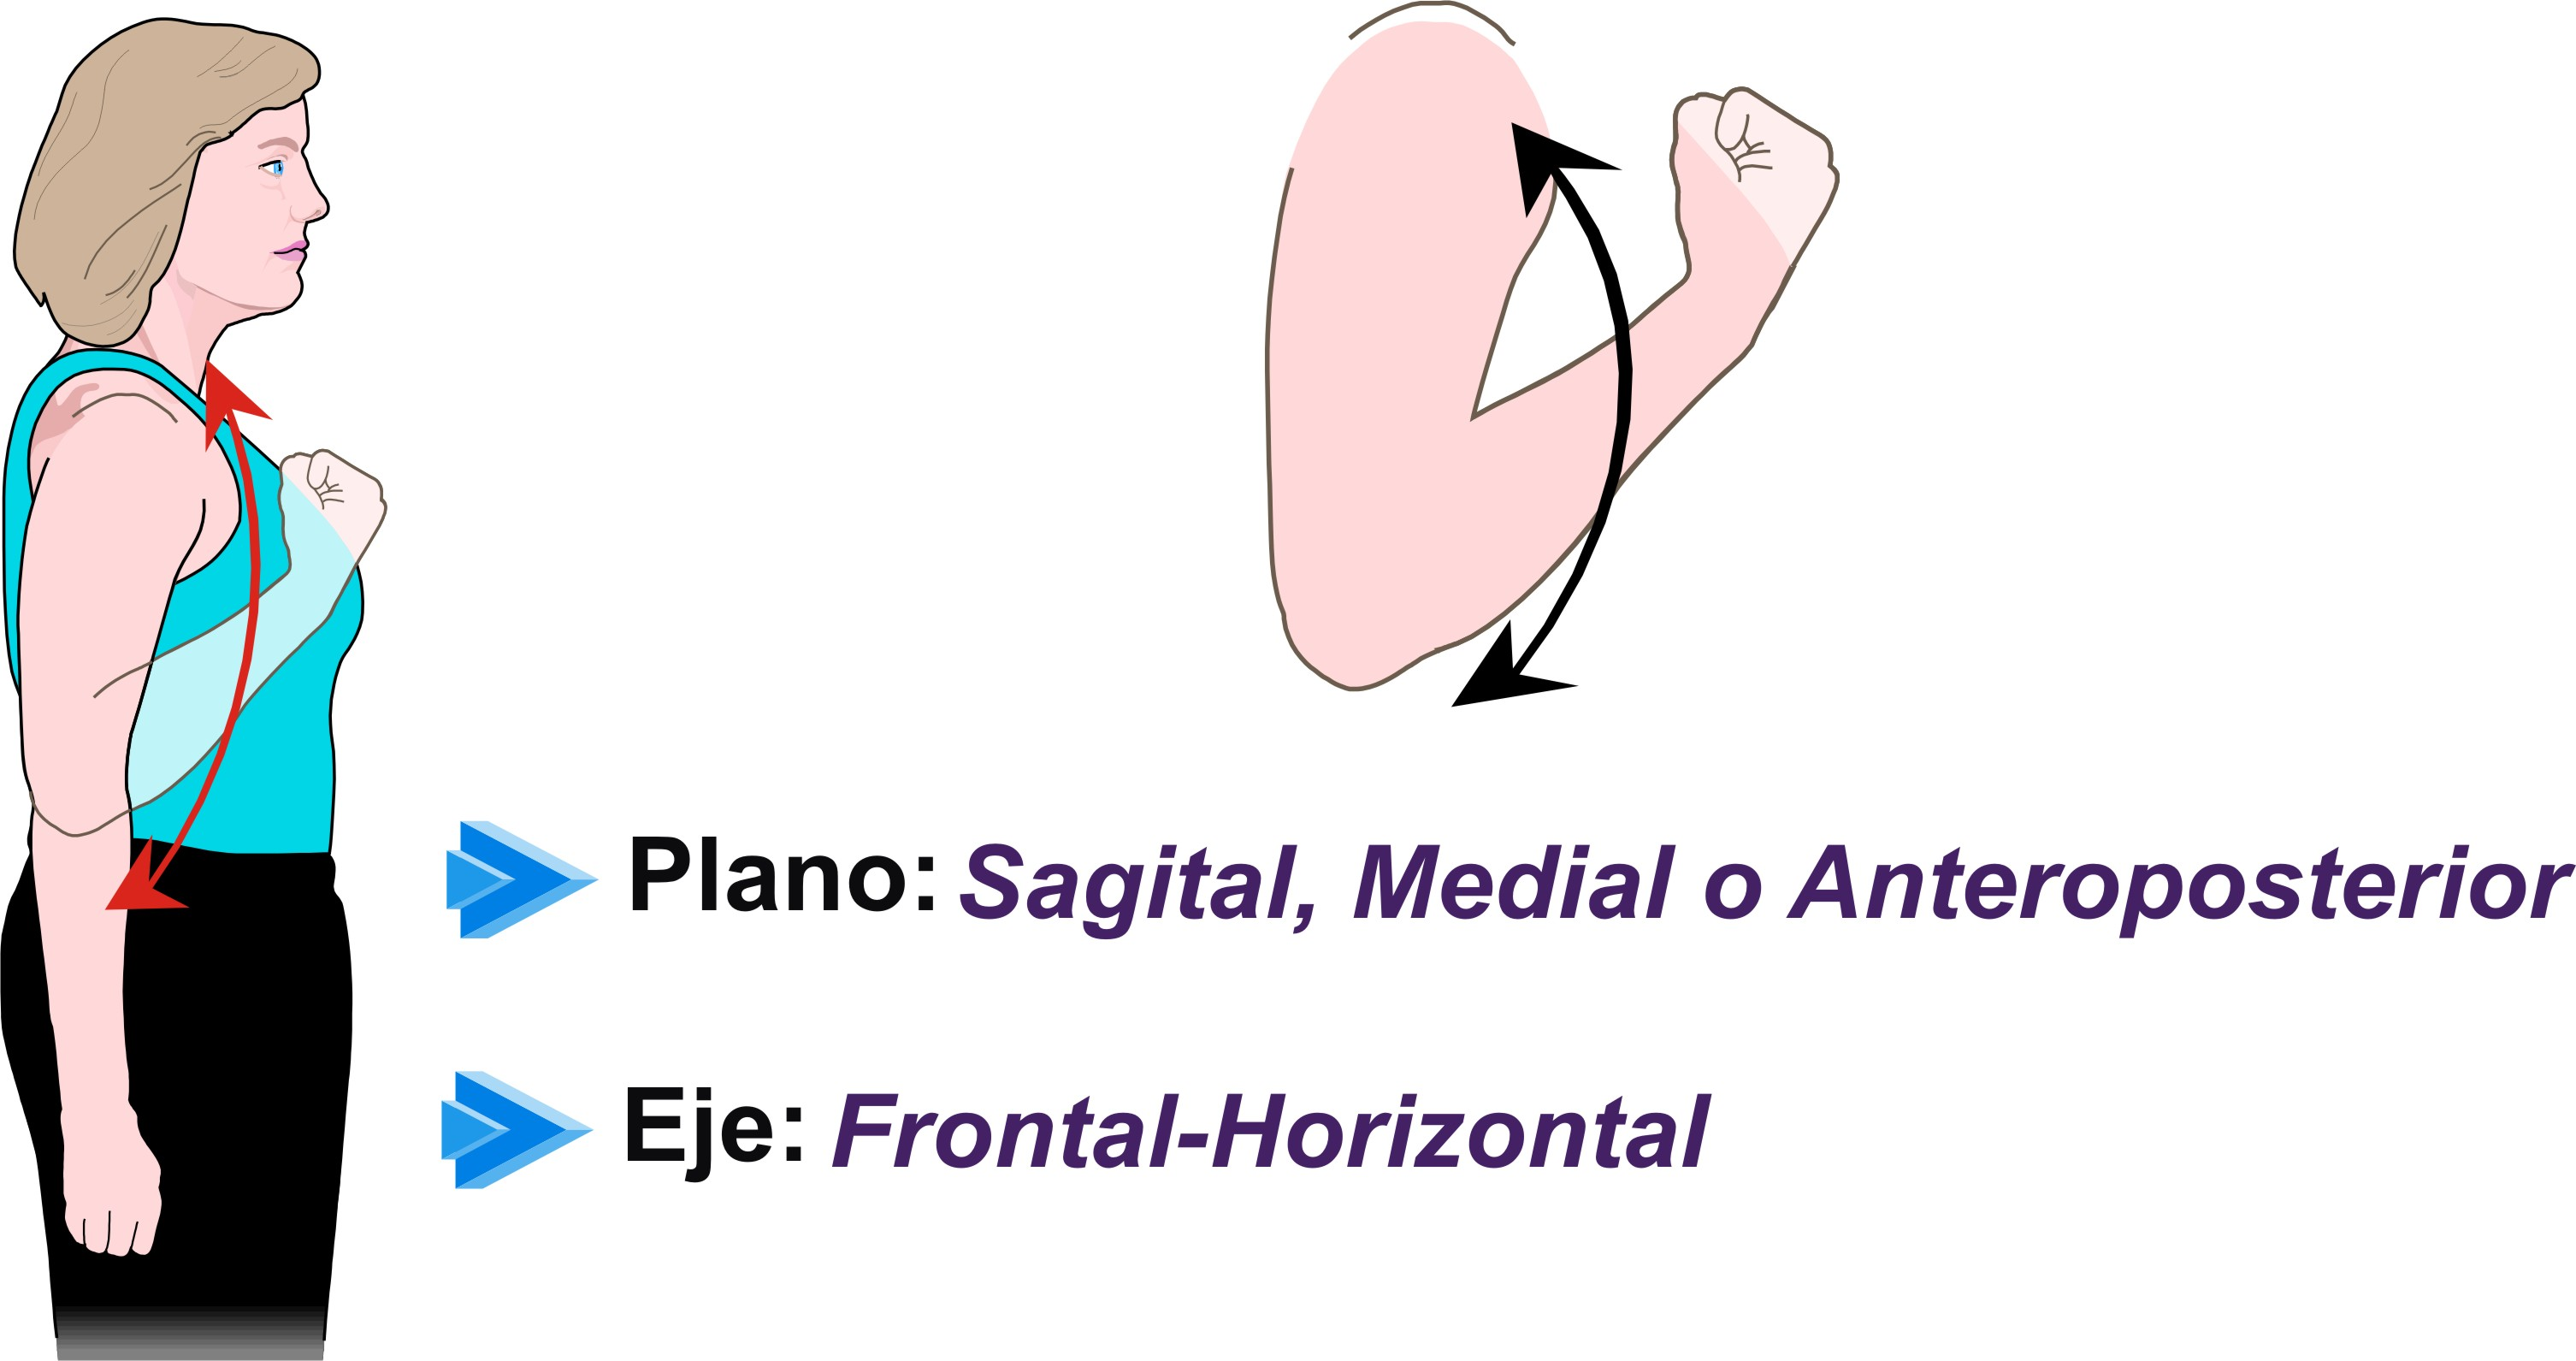 Plano: Sagital, Medial o Anteroposterior
Eje: Frontal-Horizontal